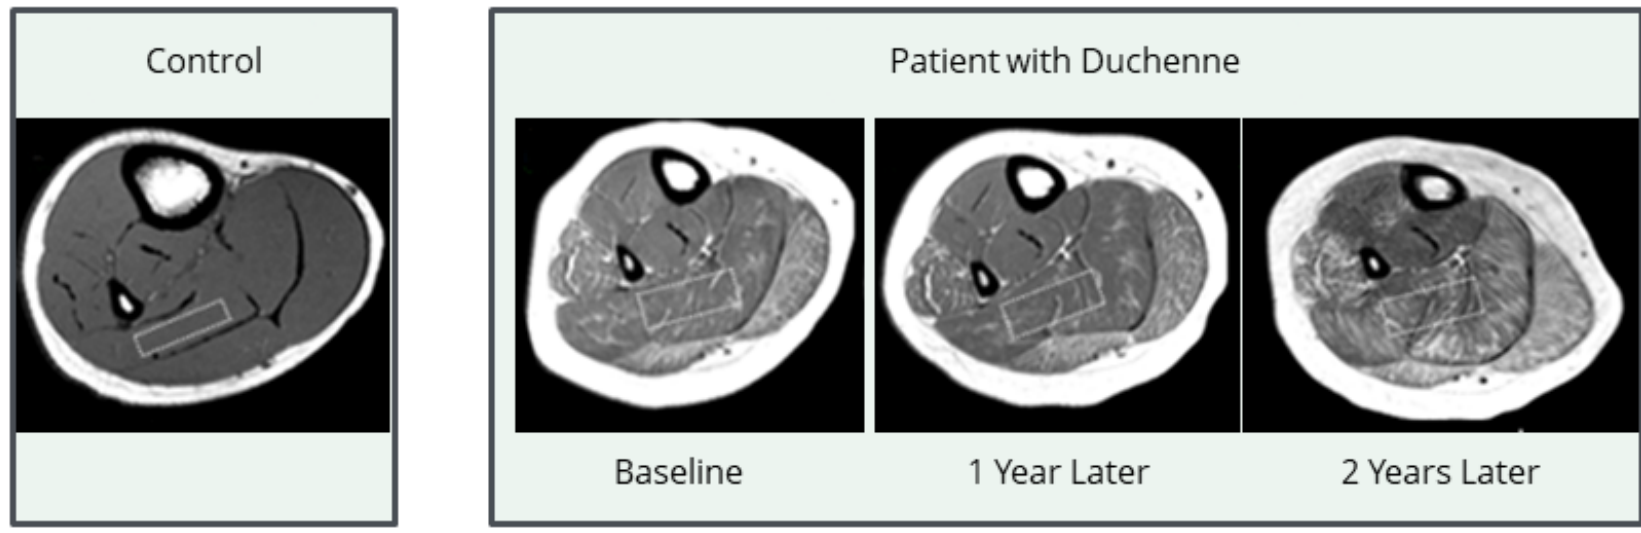 Control
Patient with Duchenne
Baseline
1 Year Later
2 Years Later